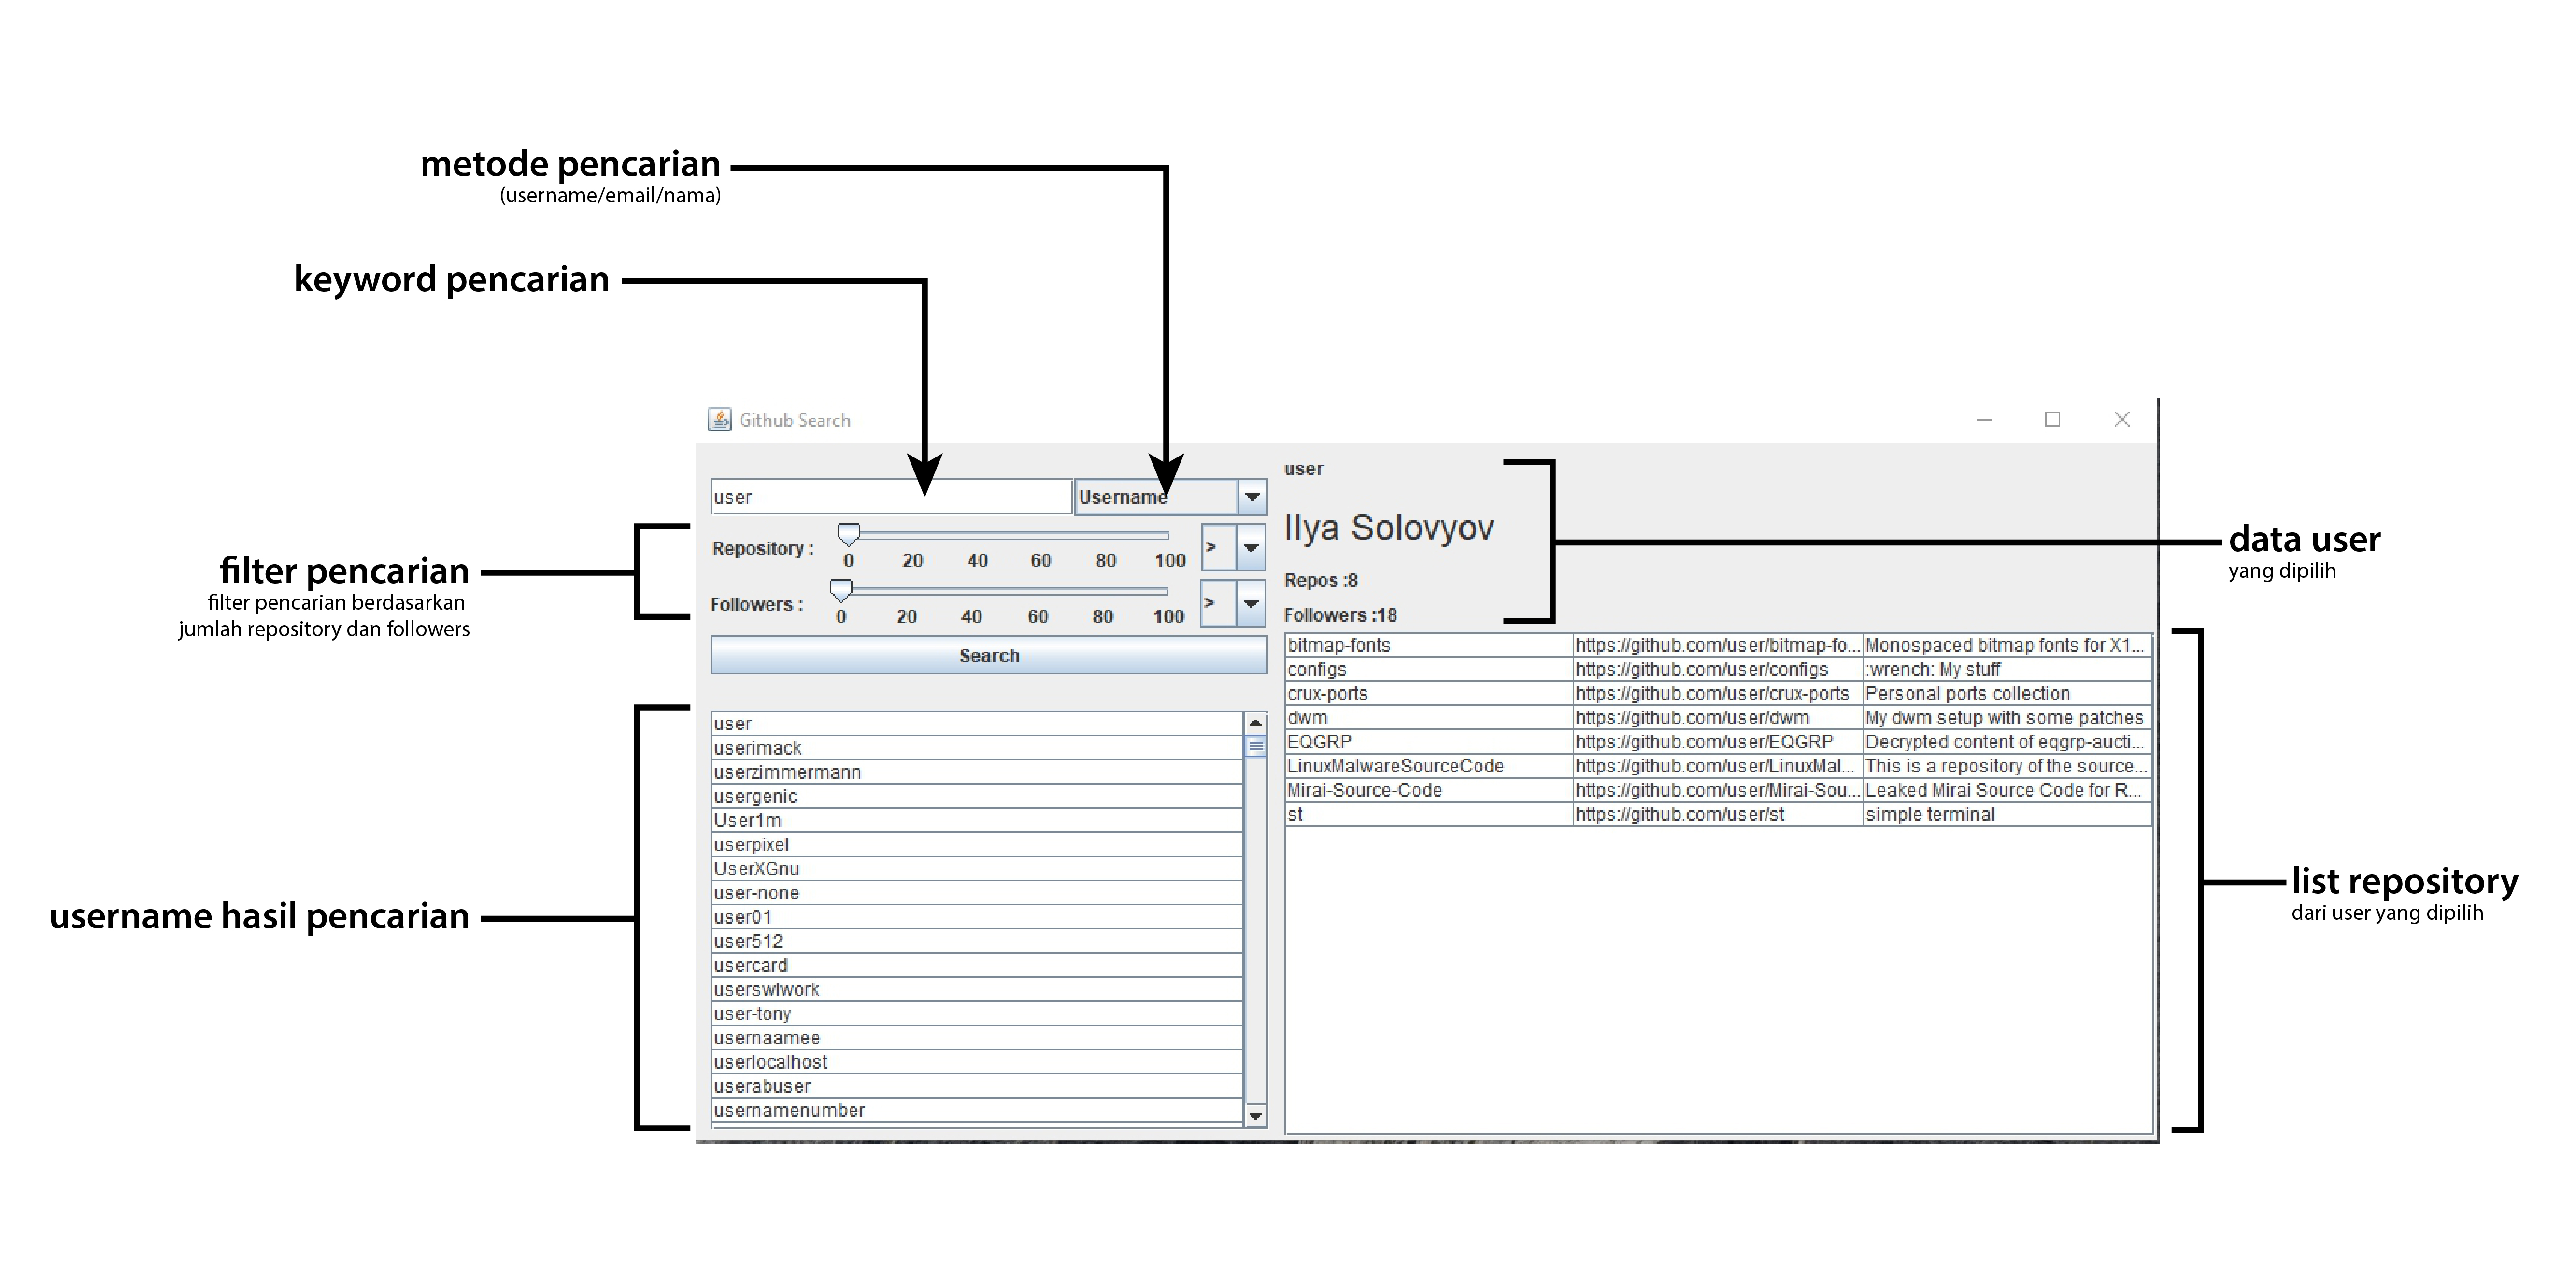 metode pencarian
(username/email/nama)
keyword pencarian
filter pencarian
filter pencarian berdasarkan
jumlah repository dan followers
username hasil pencarian
Github Search
user
Username
Repository :
0 20 40 60 80 100
>
Followers :
0 20 40 60 80 100
>
Search
user
userimack
userzimmermann
usergenic
User1m
userpixel
UserXGnu
user-none
user01
user512
usercard
userswlwork
user-tony
usernaamee
userlocalhost
userabuser
usernamenumber
user
Ilya Solovyov
Repos :8
Followers :18
bitmap-fonts https://github.com/user/bitmap-fo... Monospaced bitmap fonts for X1...
configs https://github.com/user/configs :wrench: My stuff
crux-ports https://github.com/user/crux-ports Personal ports collection
dwm https://github.com/user/dwm My dwm setup with some patches
EQGRP https://github.com/user/EQGRP Decrypted content of eqgrp-aucti...
LinuxMalwareSourceCode https://github.com/user/LinuxMal... This is a repository of the source...
Mirai-Source-Code https://github.com/user/Mirai-Sou... Leaked Mirai Source Code for R...
st https://github.com/user/st simple terminal
data user
yang dipilih
list repository
dari user yang dipilih